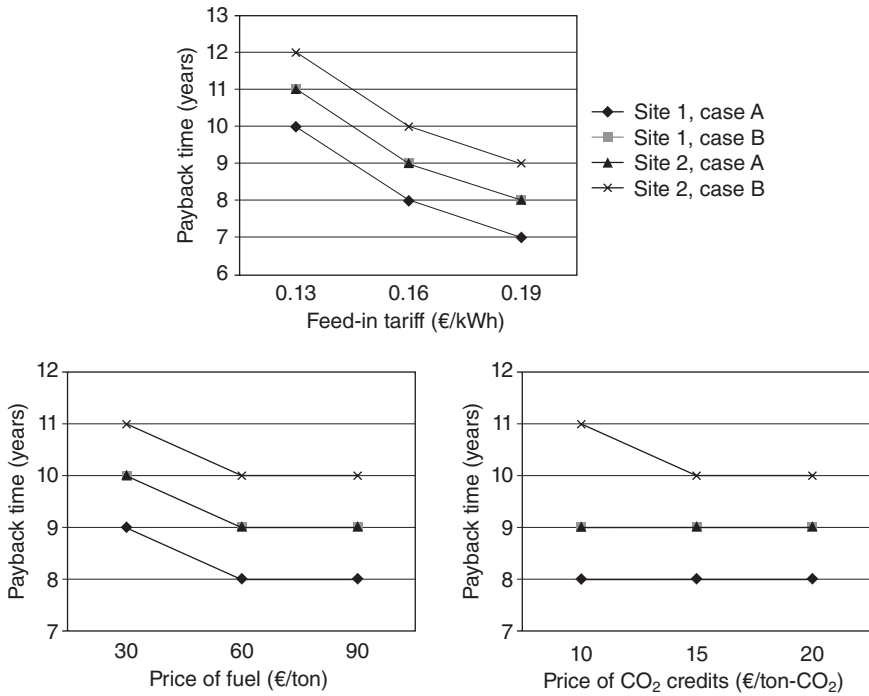 13
12
11
10
9
8
7
6
Payback time (years)
0.13 0.16 0.19
Feed-in tariff (€/kWh)
Site 1, case A
Site 1, case B
Site 2, case A
Site 2, case B
12
11
10
9
8
7
Payback time (years)
30 60 90
Price of fuel (€/ton)
12
11
10
9
8
7
Payback time (years)
10 15 20
Price of CO₂ credits (€/ton-CO₂)